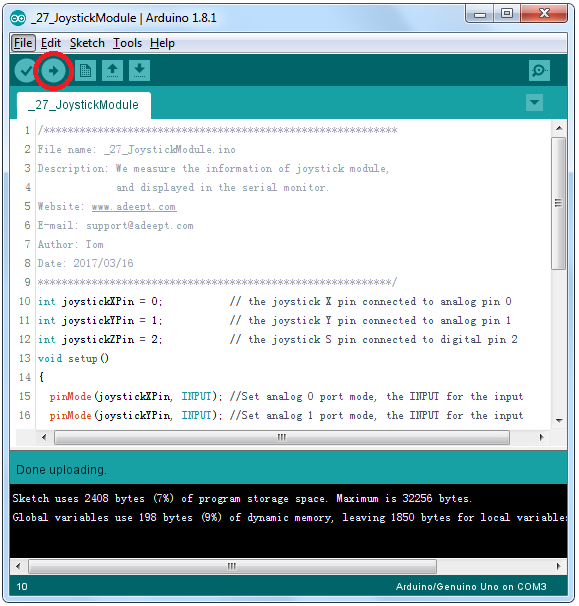 _27_JoystickModule | Arduino 1.8.1
File Edit Sketch Tools Help
_27_JoystickModule
1 /***********************************************************
2 File name: _27_JoystickModule.ino
3 Description: We measure the information of joystick module,
4 and displayed in the serial monitor.
5 Website: www.adeept.com
6 E-mail: support@adeept.com
7 Author: Tom
8 Date: 2017/03/16
9 ***********************************************************/
10 int joystickXPin = 0; // the joystick X pin connected to analog pin 0
11 int joystickYPin = 1; // the joystick Y pin connected to analog pin 1
12 int joystickZPin = 2; // the joystick S pin connected to digital pin 2
13 void setup()
14 {
15 pinMode(joystickXPin, INPUT); //Set analog 0 port mode, the INPUT for the input
16 pinMode(joystickYPin, INPUT); //Set analog 1 port mode, the INPUT for the input
Done uploading.
Sketch uses 2408 bytes (7%) of program storage space. Maximum is 32256 bytes.
Global variables use 198 bytes (9%) of dynamic memory, leaving 1850 bytes for local variables
10 Arduino/Genuino Uno on COM3